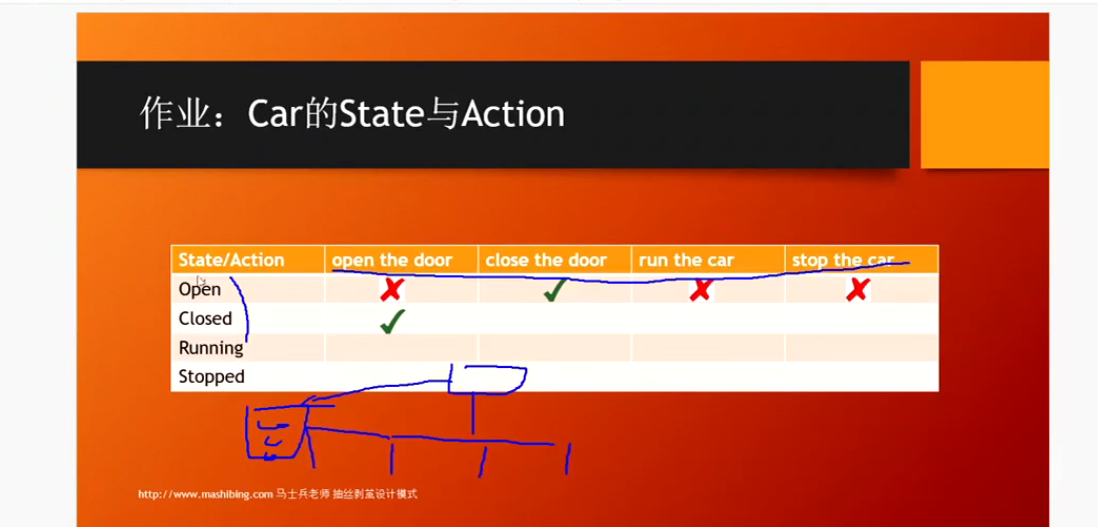 作业：Car的State与Action
State/Action open the door close the door run the car stop the car
Open ✘ ✓ ✘ ✘
Closed ✓
Running
Stopped
http://www.mashibing.com 马士兵老师 抽丝剥茧设计模式